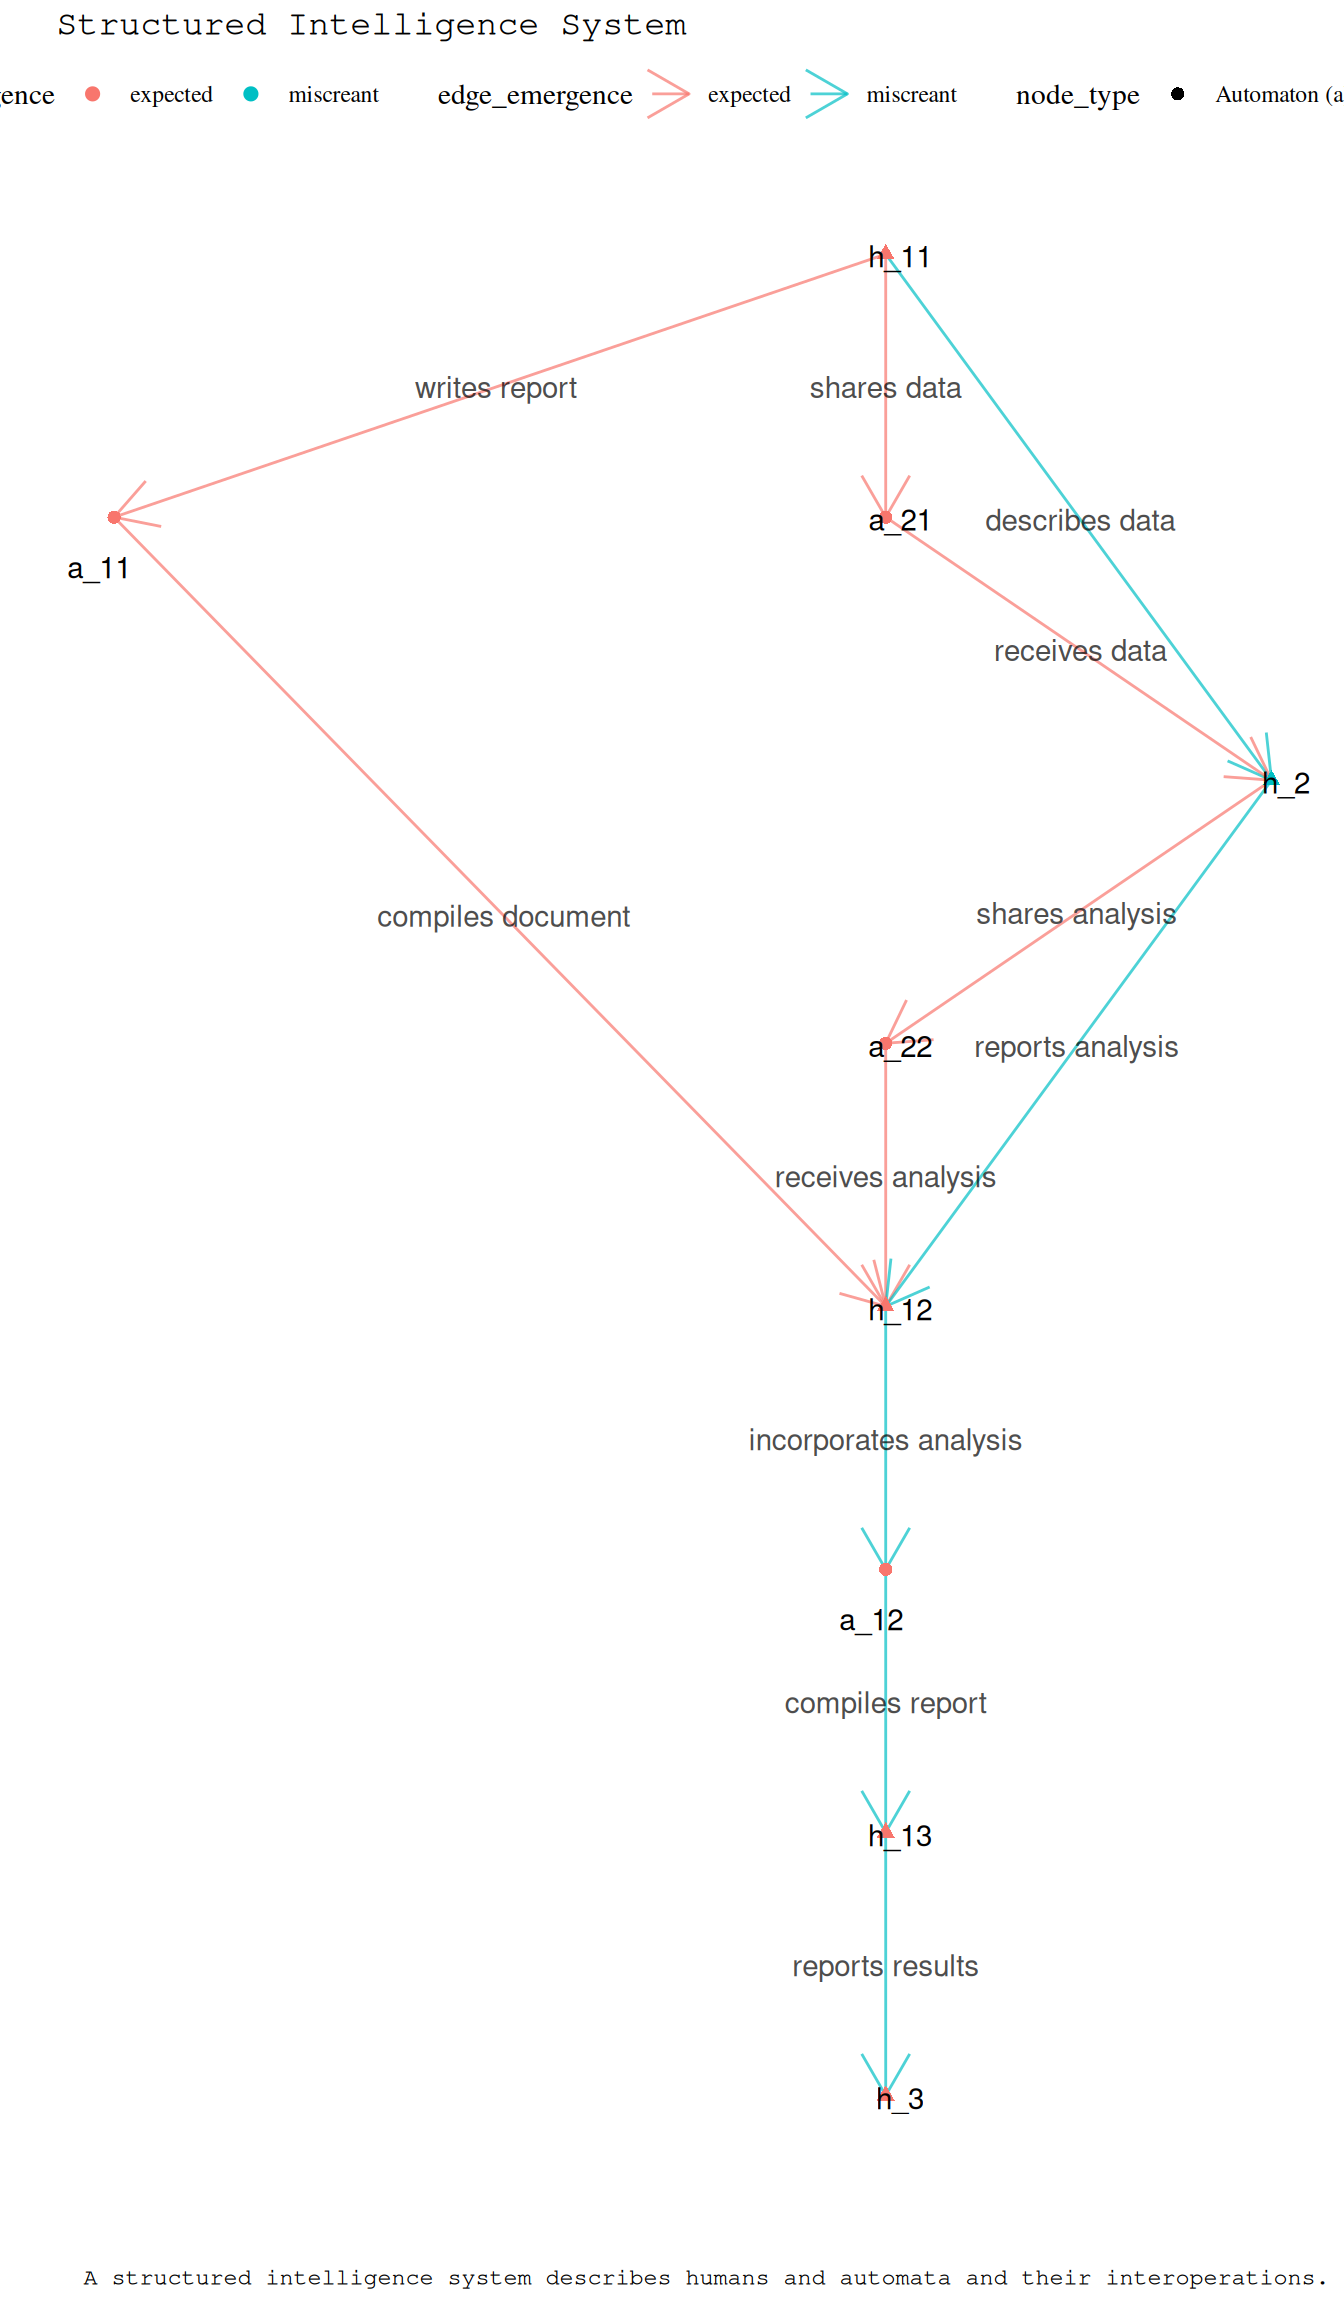 Structured Intelligence System
gence expected miscreant edge_emergence expected miscreant node_type Automaton (a
h_11
writes report
shares data
a_21
describes data
a_11
receives data
h_2
compiles document
shares analysis
a_22
reports analysis
receives analysis
h_12
incorporates analysis
a_12
compiles report
h_13
reports results
h_3
A structured intelligence system describes humans and automata and their interoperations.